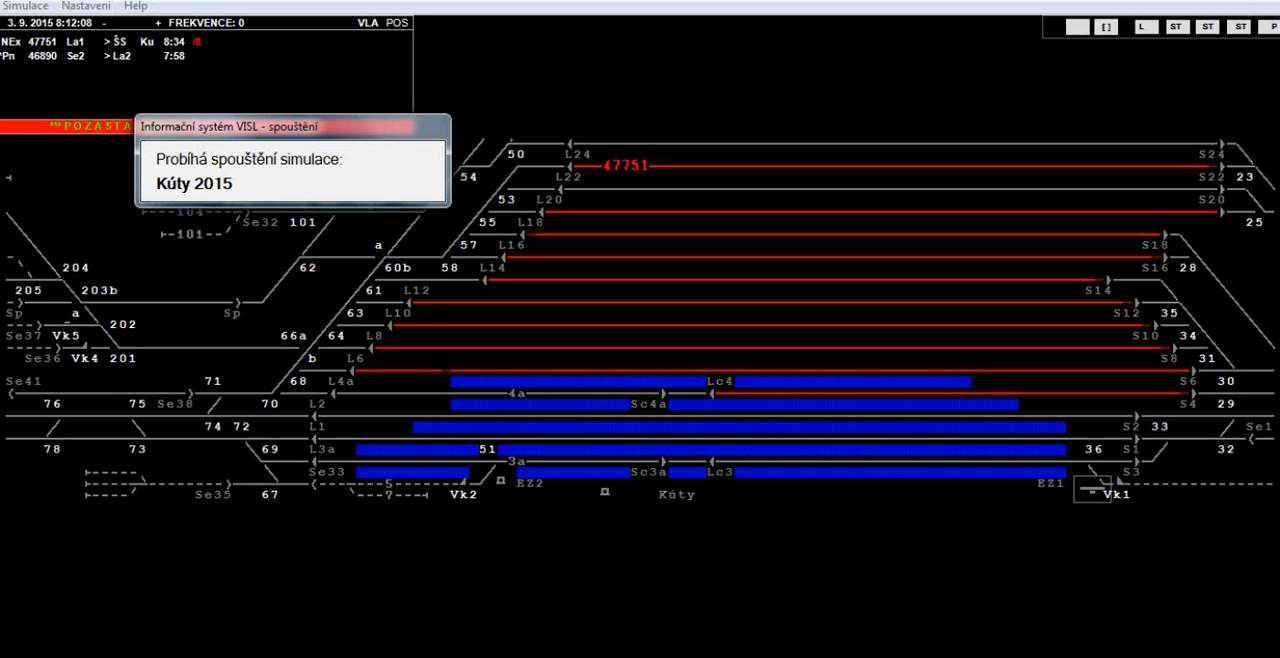 Simulace Nastavení Help
3. 9. 2015 8:12:08 - + FREKVENCE: 0 VLA POS
[ ] L ST ST ST P
NEx 47751 La1 > ŠS Ku 8:34 /8
*Pn 46890 Se2 > La2 7:58
***P O Z A S T A
Informační systém VISL - spouštění
Probíhá spouštění simulace:
Kúty 2015
50 L24 S24
47751
54 L22 S22 23
53 L20 S20
104
Se32 101 55 L18 25
101
a 57 L16 S18
204 62 60b 58 L14 S16 28
205 203b 61 L12 S14
Sp a Sp 63 L10 S12 35
202
Se37 Vk5 66a 64 L8 S10 34
Se36 Vk4 201 b L6 S8 31
Se41 71 68 L4a Lc4 S6 30
4a
76 75 Se38 70 L2 Sc4a S4 29
74 72 L1 S2 33 Se1
78 73 69 L3a 51 36 S1 32
3a
Se33 Sc3a Lc3 S3
5 EZ2 EZ1
Se35 67 7 Vk2 Kúty Vk1